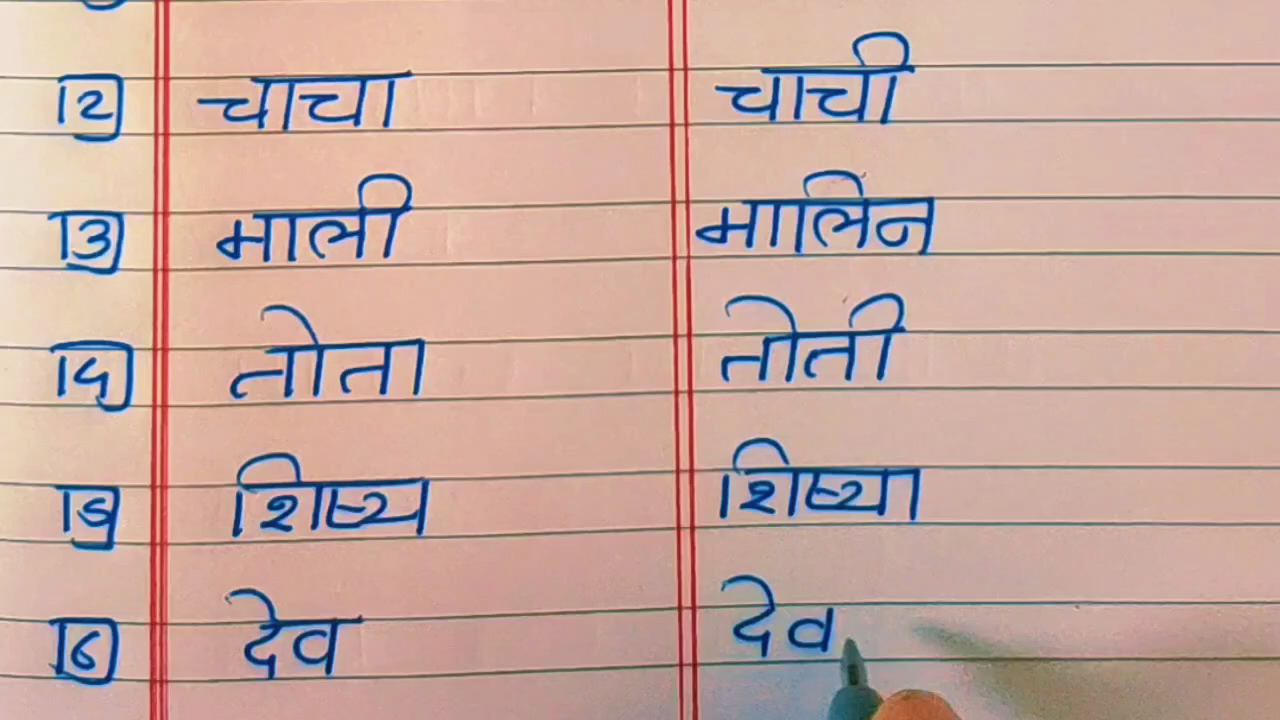 12 चाचा चाची
13 माली मालिन
14 तोता तोती
15 शिष्य शिष्या
16 देव देव